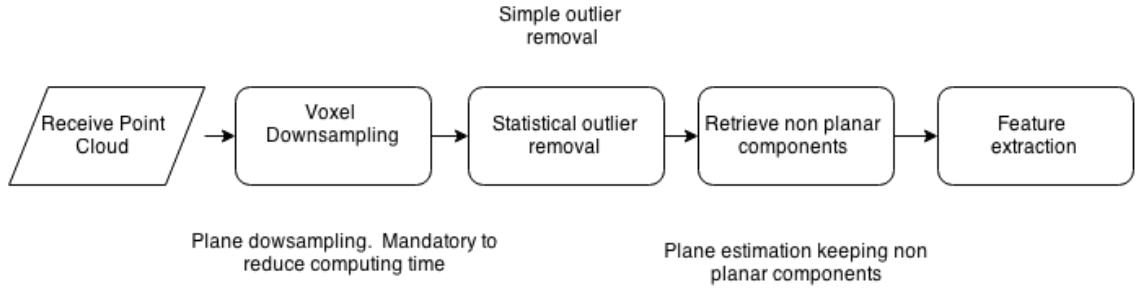 Simple outlier
removal
Receive Point
Cloud
Voxel
Downsampling
Statistical outlier
removal
Retrieve non planar
components
Feature
extraction
Plane dowsampling.  Mandatory to
reduce computing time
Plane estimation keeping non
planar components